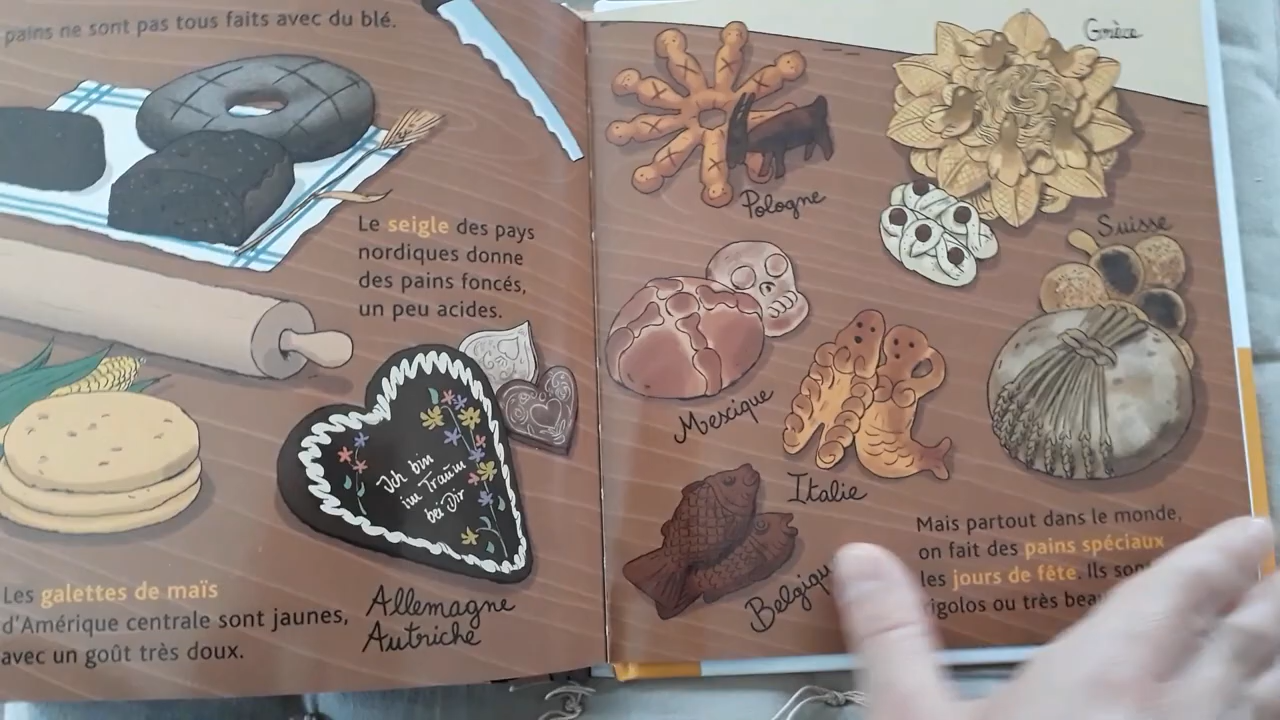 pains ne sont pas tous faits avec du blé.
Le seigle des pays
nordiques donne
des pains foncés,
un peu acides.
Ich bin
im Traum
bei Dir
Les galettes de maïs
d'Amérique centrale sont jaunes,
avec un goût très doux.
Allemagne
Autriche
Grèce
Pologne
Suisse
Mexique
Italie
Mais partout dans le monde,
on fait des pains spéciaux
les jours de fête. Ils
rigolos ou très